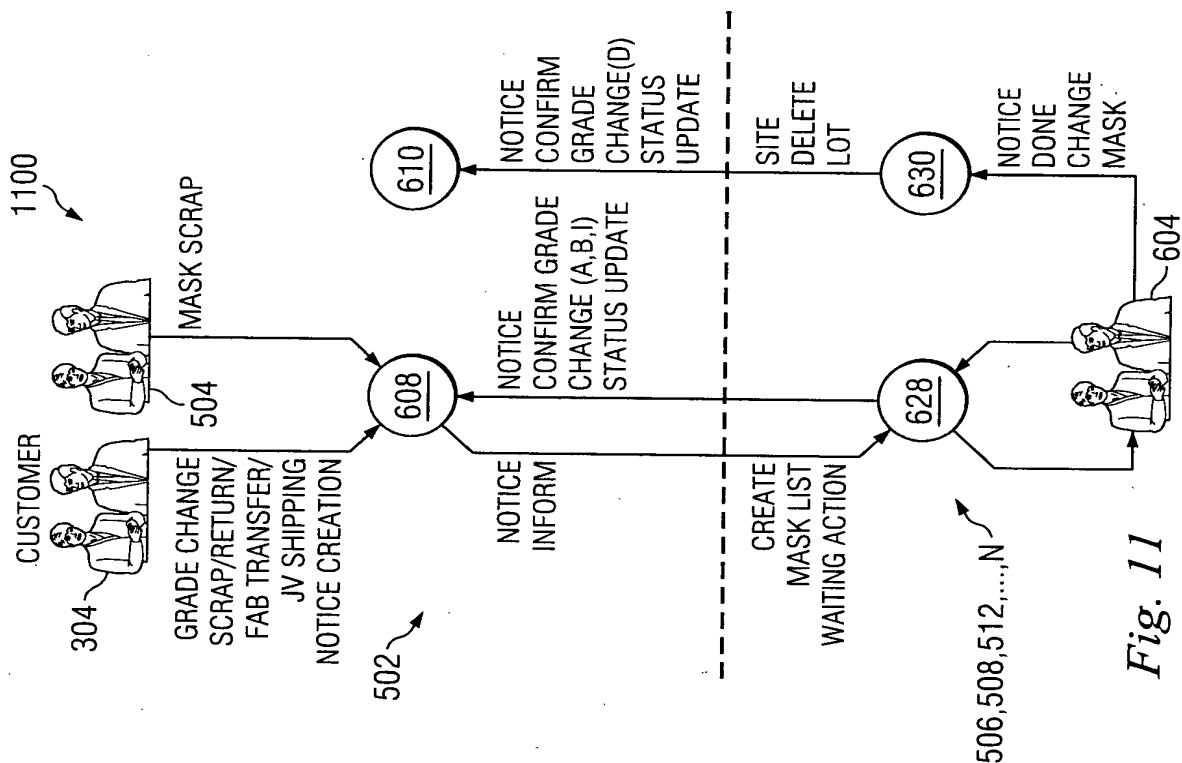 1100
CUSTOMER
304
504
MASK SCRAP
GRADE CHANGE
SCRAP/RETURN/
FAB TRANSFER/
JV SHIPPING
NOTICE CREATION
502
608
610
NOTICE
INFORM
NOTICE
CONFIRM GRADE
CHANGE (A,B,I)
STATUS UPDATE
NOTICE
CONFIRM
GRADE
CHANGE(D)
STATUS
UPDATE
CREATE
MASK LIST
WAITING ACTION
SITE
DELETE
LOT
628
630
NOTICE
DONE
CHANGE
MASK
604
506,508,512,...,N
Fig. 11